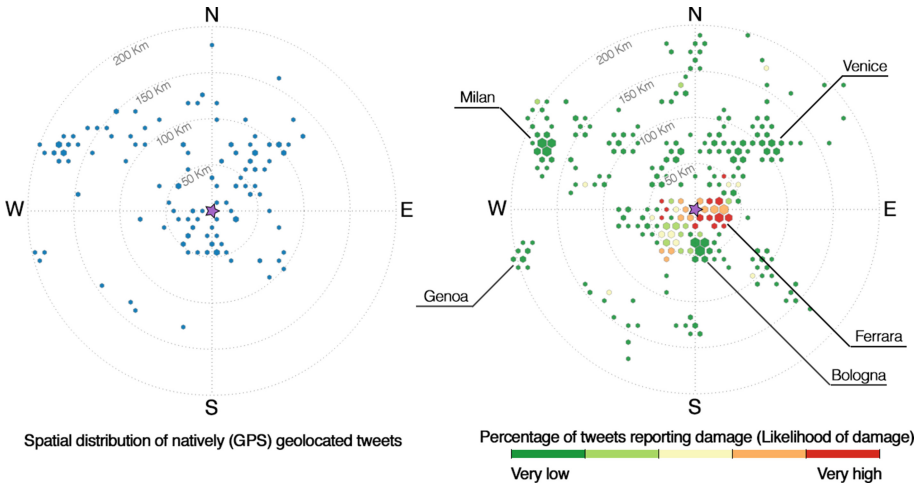 N
200 Km
150 Km
100 Km
50 Km
W
E
S
Spatial distribution of natively (GPS) geolocated tweets
N
200 Km
150 Km
100 Km
50 Km
Venice
Milan
W
E
Genoa
Ferrara
Bologna
S
Percentage of tweets reporting damage (Likelihood of damage)
Very low
Very high